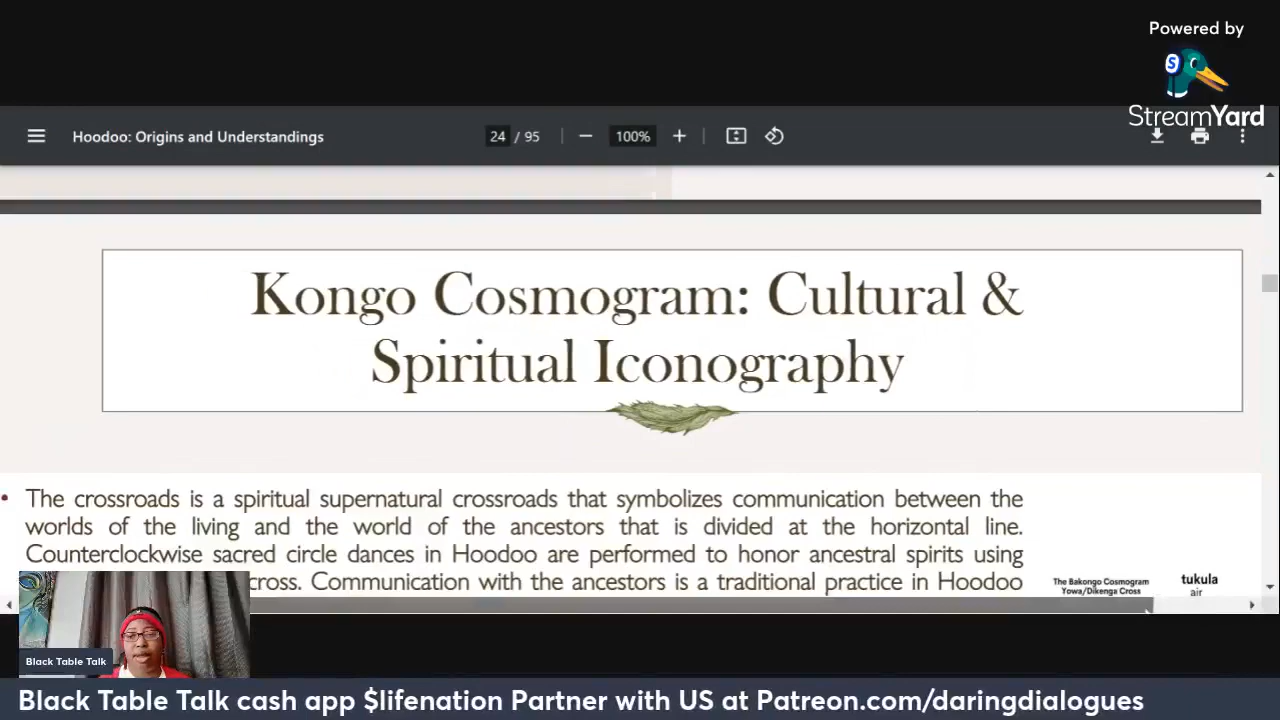 Powered by
S
StreamYard
Hoodoo: Origins and Understandings
24 / 95
100%
Kongo Cosmogram: Cultural &
Spiritual Iconography
• The crossroads is a spiritual supernatural crossroads that symbolizes communication between the
worlds of the living and the world of the ancestors that is divided at the horizontal line.
Counterclockwise sacred circle dances in Hoodoo are performed to honor ancestral spirits using
cross. Communication with the ancestors is a traditional practice in Hoodoo
The Bakongo Cosmogram
Yowa/Dikenga Cross
tukula
air
Black Table Talk
Black Table Talk cash app $lifenation Partner with US at Patreon.com/daringdialogues